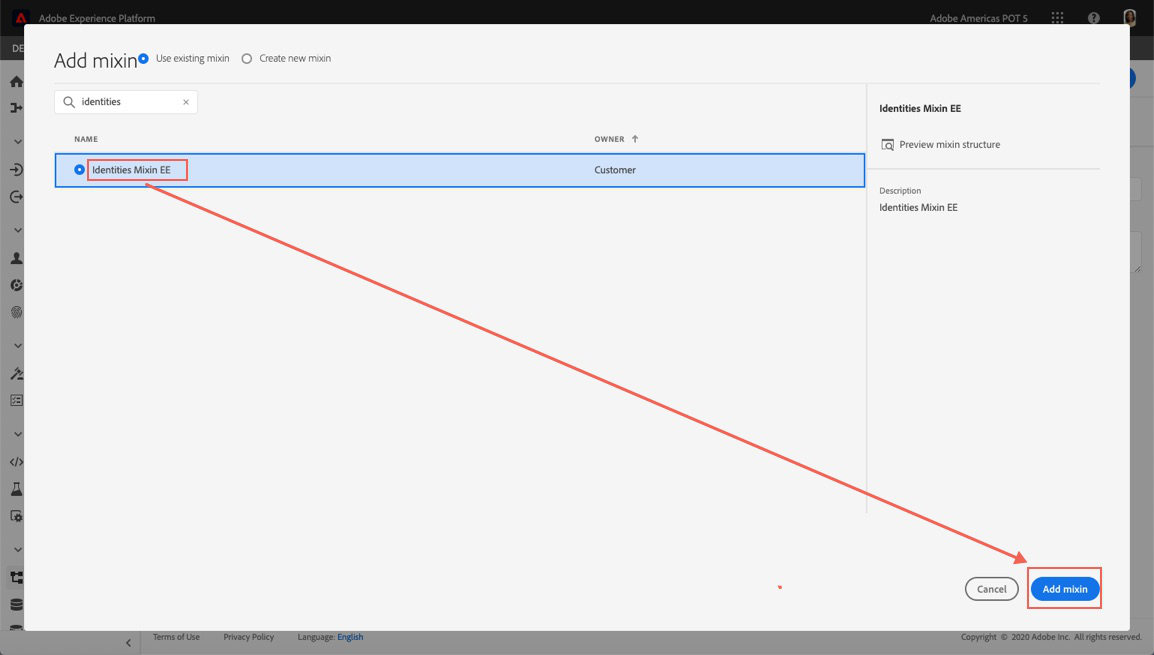 Adobe Experience Platform
Adobe Americas POT 5
DE
Add mixin
Use existing mixin
Create new mixin
identities
NAME
OWNER
Identities Mixin EE
Customer
Identities Mixin EE
Preview mixin structure
Description
Identities Mixin EE
Cancel
Add mixin
Terms of Use
Privacy Policy
Language: English
Copyright © 2020 Adobe Inc. All rights reserved.